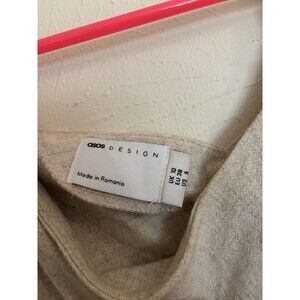 asos DESIGN
Made in Romania
UK 10
EU 38
US 6